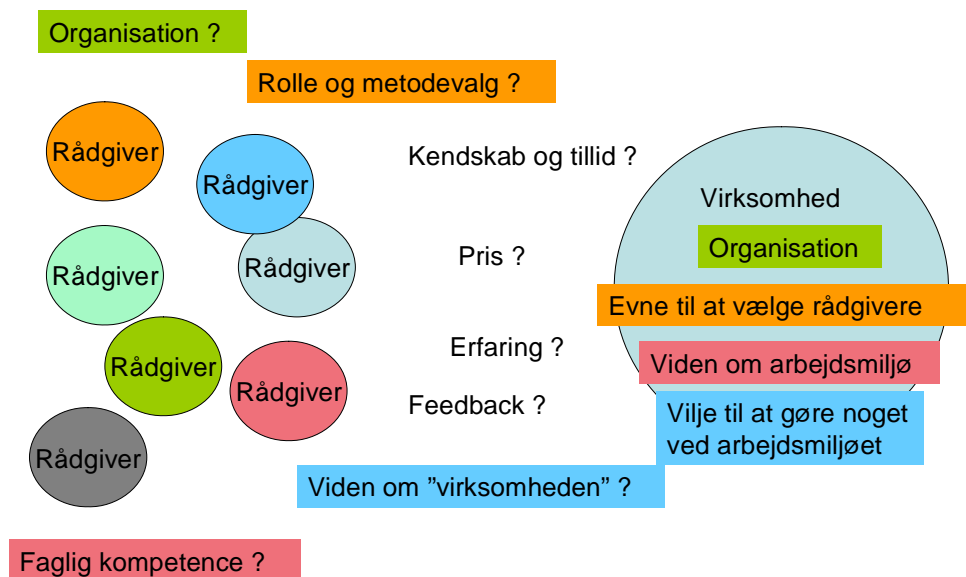 Organisation ?
Rolle og metodevalg ?
Rådgiver
Rådgiver
Rådgiver
Rådgiver
Rådgiver
Rådgiver
Rådgiver
Kendskab og tillid ?
Pris ?
Erfaring ?
Feedback ?
Viden om ”virksomheden” ?
Faglig kompetence ?
Virksomhed
Organisation
Evne til at vælge rådgivere
Viden om arbejdsmiljø
Vilje til at gøre noget
ved arbejdsmiljøet